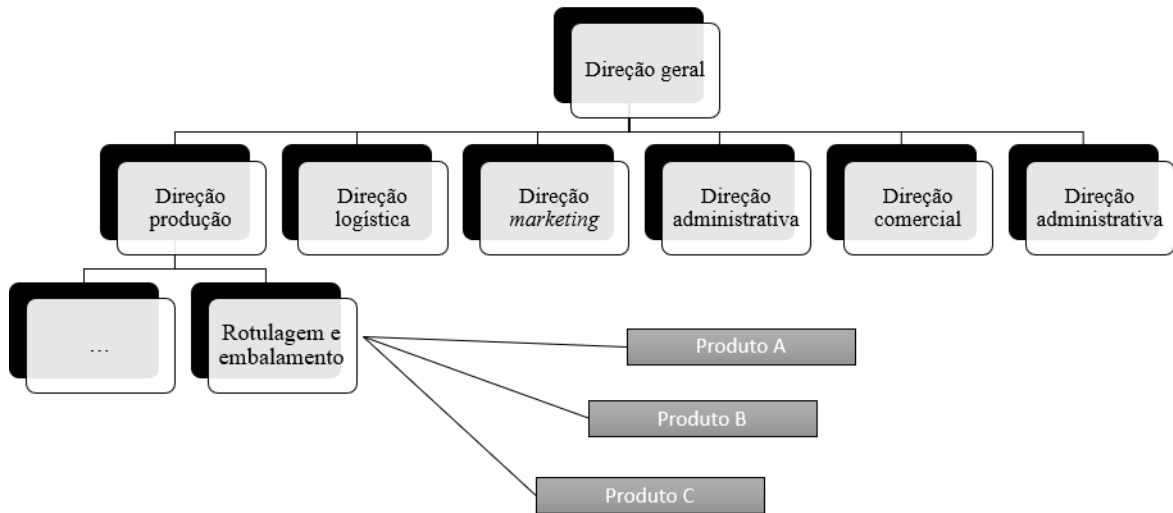 Direção geral
Direção
produção
Direção
logística
Direção
marketing
Direção
administrativa
Direção
comercial
Direção
administrativa
…
Rotulagem e
embalamento
Produto A
Produto B
Produto C